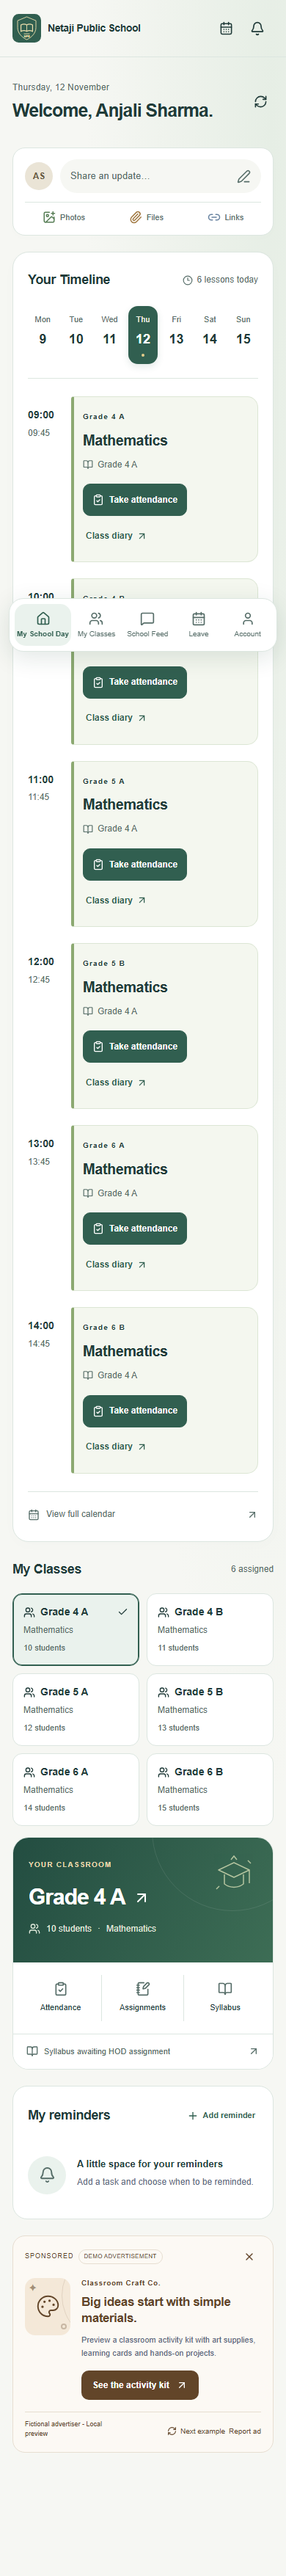 Netaji Public School
Thursday, 12 November
Welcome, Anjali Sharma.
AS
Share an update...
Photos
Files
Links
Your Timeline
6 lessons today
Mon Tue Wed Thu Fri Sat Sun
9 10 11 12 13 14 15
09:00
09:45
Grade 4 A
Mathematics
Grade 4 A
Take attendance
Class diary
10:00
Grade 4 B
My School Day
My Classes
School Feed
Leave
Account
Take attendance
Class diary
11:00
11:45
Grade 5 A
Mathematics
Grade 4 A
Take attendance
Class diary
12:00
12:45
Grade 5 B
Mathematics
Grade 4 A
Take attendance
Class diary
13:00
13:45
Grade 6 A
Mathematics
Grade 4 A
Take attendance
Class diary
14:00
14:45
Grade 6 B
Mathematics
Grade 4 A
Take attendance
Class diary
View full calendar
My Classes
6 assigned
Grade 4 A
Mathematics
10 students
Grade 4 B
Mathematics
11 students
Grade 5 A
Mathematics
12 students
Grade 5 B
Mathematics
13 students
Grade 6 A
Mathematics
14 students
Grade 6 B
Mathematics
15 students
YOUR CLASSROOM
Grade 4 A
10 students · Mathematics
Attendance
Assignments
Syllabus
Syllabus awaiting HOD assignment
My reminders
Add reminder
A little space for your reminders
Add a task and choose when to be reminded.
SPONSORED
DEMO ADVERTISEMENT
Classroom Craft Co.
Big ideas start with simple
materials.
Preview a classroom activity kit with art supplies,
learning cards and hands-on projects.
See the activity kit
Fictional advertiser - Local
preview
Next example
Report ad